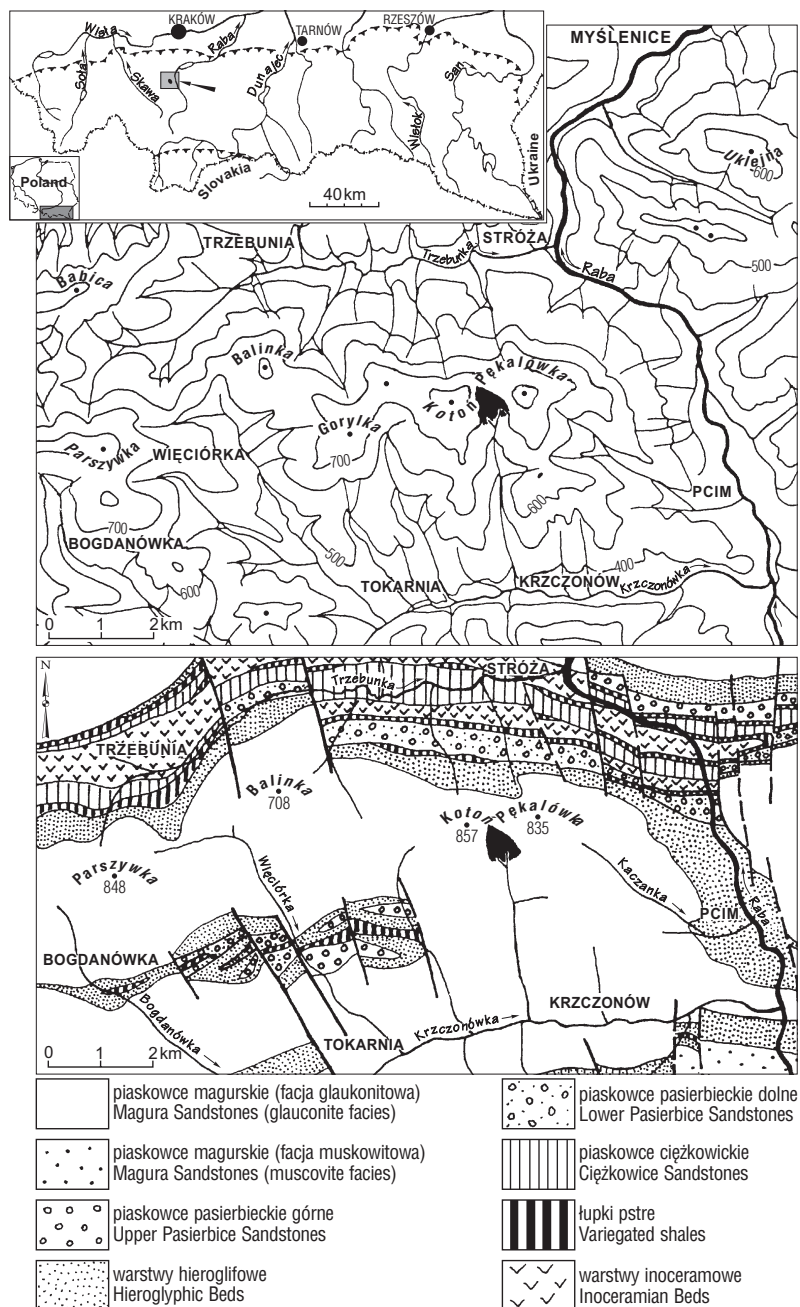 KRAKÓW
Wisła
TARNÓW
RZESZÓW
Raba
Soła
Skawa
Dunajec
San
Wisłok
Slovakia
Ukraine
Poland
40 km
MYŚLENICE
Uklejna
600
TRZEBUNIA
STRÓŻA
Trzebunka
Raba
500
Babica
Balinka
Pękalówka
Kotoń
Gorylka
700
Parszywka
WIĘCIÓRKA
700
BOGDANÓWKA
600
500
600
PCIM
400
TOKARNIA
KRZCZONÓW
Krzczonówka
0 1 2 km
N
STRÓŻA
Trzebunka
TRZEBUNIA
Balinka
708
Kotoń
857
Pękalówka
835
Parszywka
848
Więciórka
Kaczanka
PCIM
Raba
BOGDANÓWKA
Bogdanówka
KRZCZONÓW
Krzczonówka
TOKARNIA
0 1 2 km
piaskowce magurskie (facja glaukonitowa)
Magura Sandstones (glauconite facies)
piaskowce magurskie (facja muskowitowa)
Magura Sandstones (muscovite facies)
piaskowce pasierbieckie górne
Upper Pasierbice Sandstones
warstwy hieroglifowe
Hieroglyphic Beds
piaskowce pasierbieckie dolne
Lower Pasierbice Sandstones
piaskowce ciężkowickie
Ciężkowice Sandstones
łupki pstre
Variegated shales
warstwy inoceramowe
Inoceramian Beds